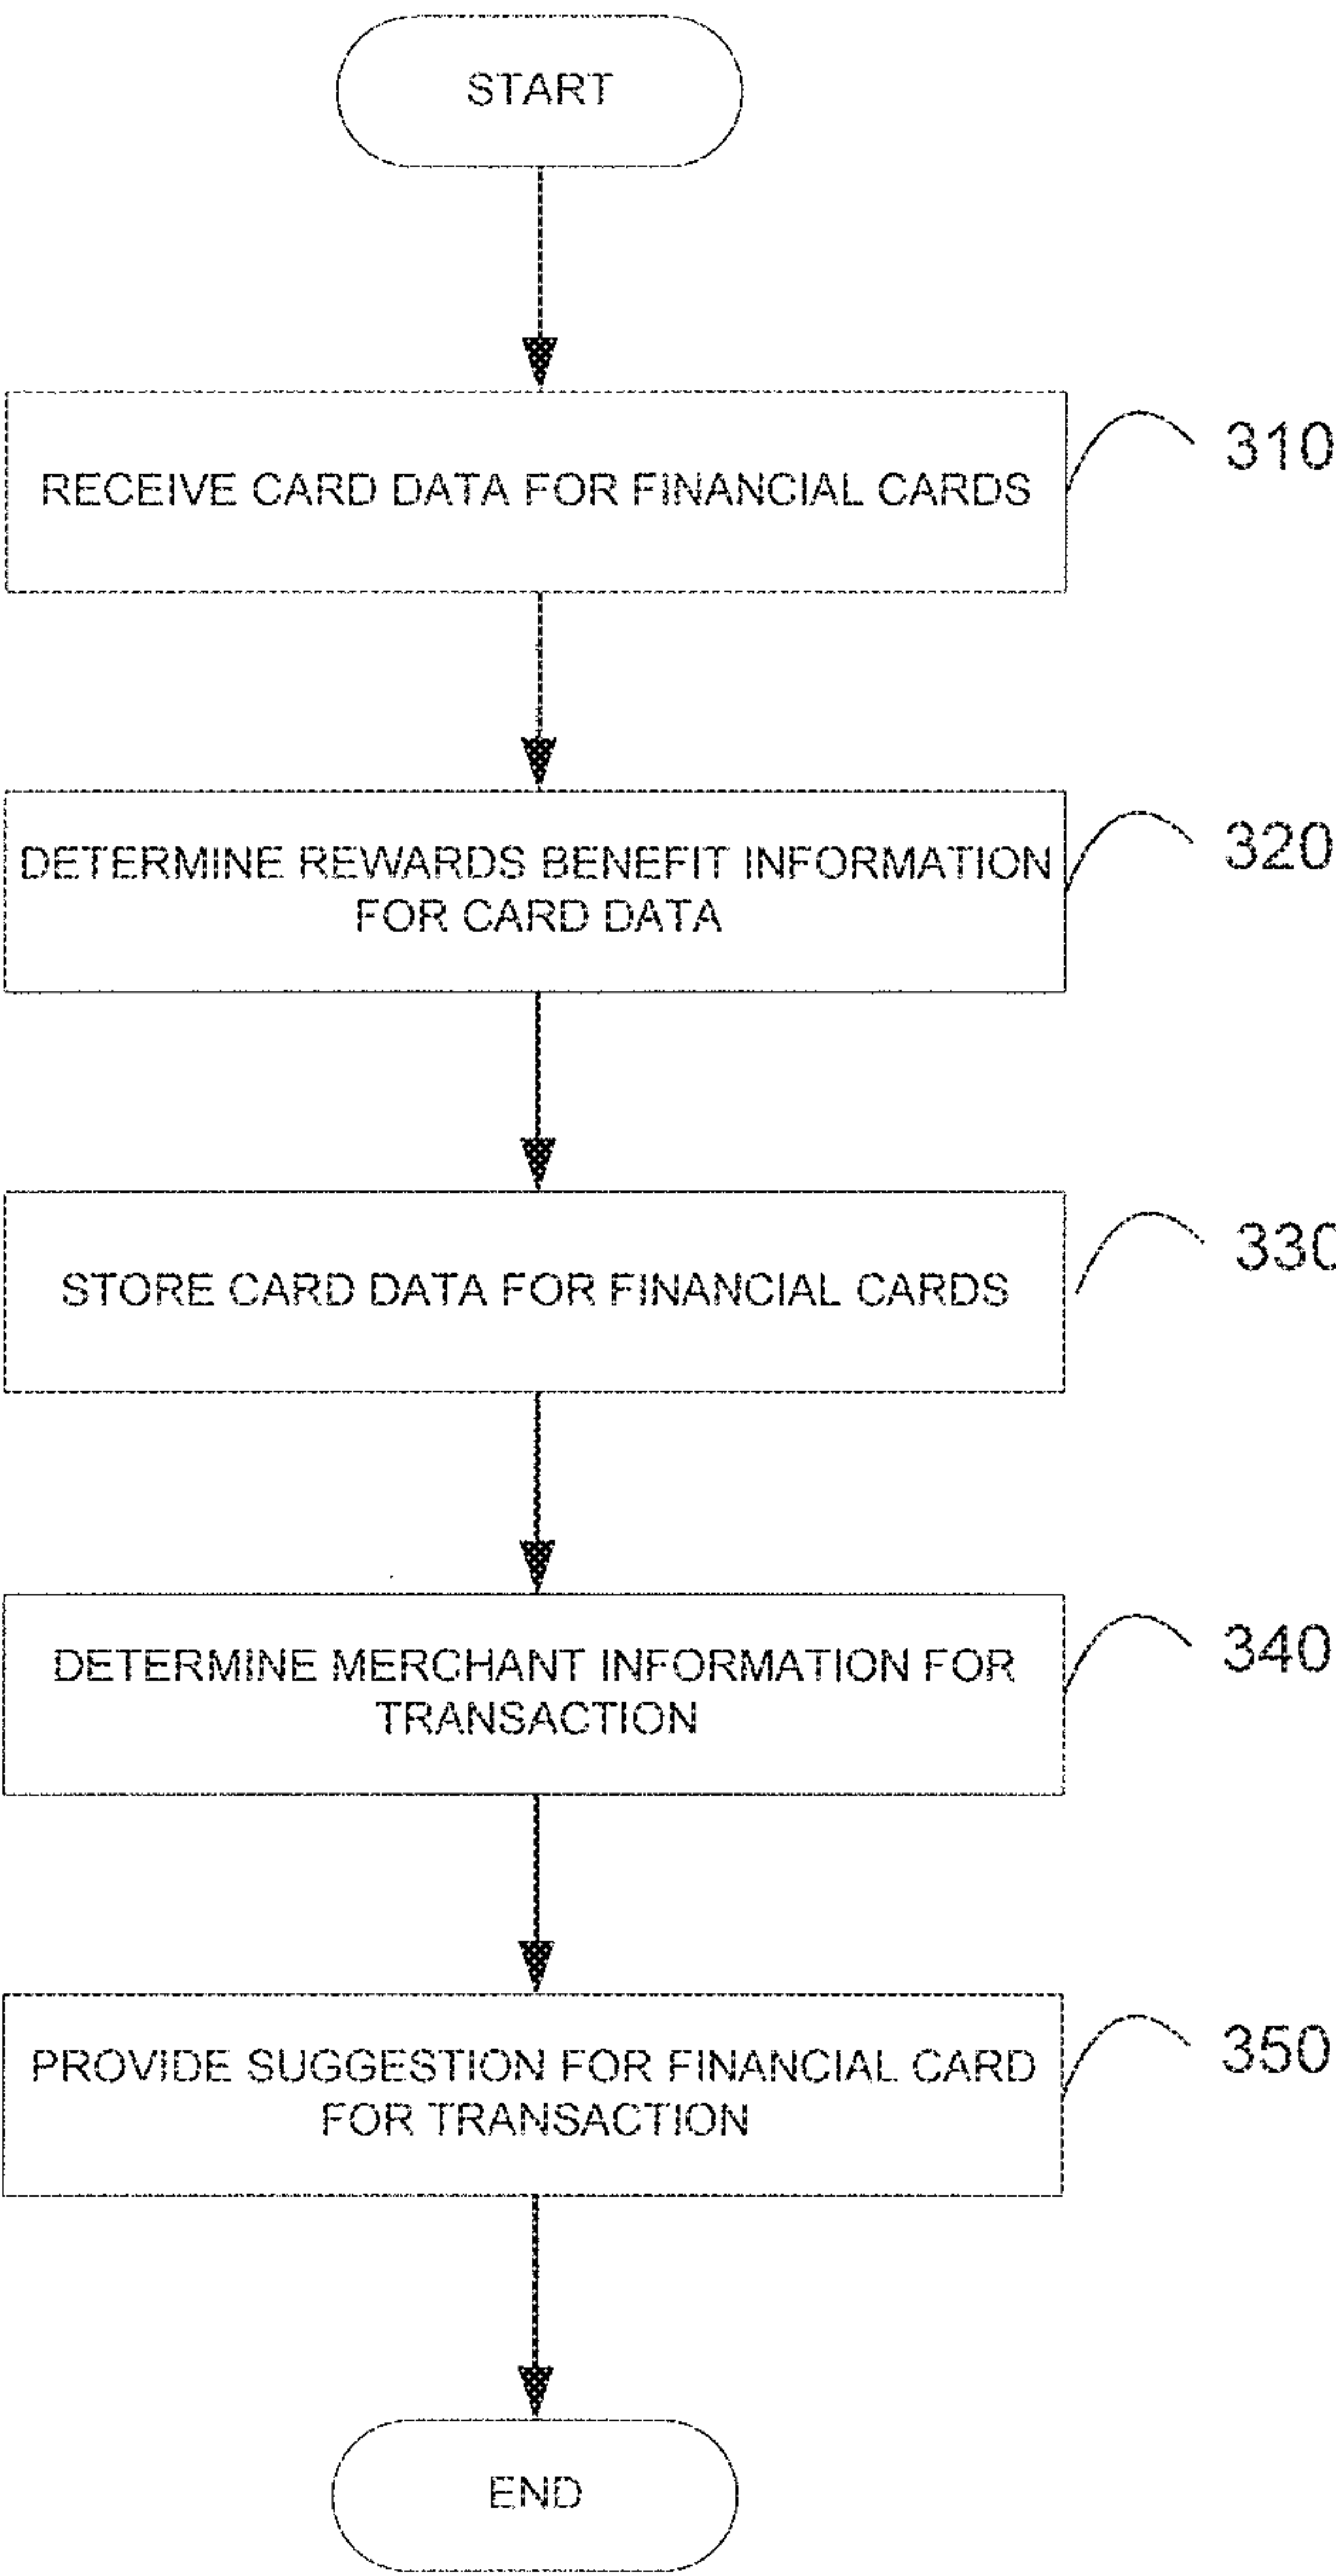 START
RECEIVE CARD DATA FOR FINANCIAL CARDS
310
DETERMINE REWARDS BENEFIT INFORMATION
FOR CARD DATA
320
STORE CARD DATA FOR FINANCIAL CARDS
330
DETERMINE MERCHANT INFORMATION FOR
TRANSACTION
340
PROVIDE SUGGESTION FOR FINANCIAL CARD
FOR TRANSACTION
350
END